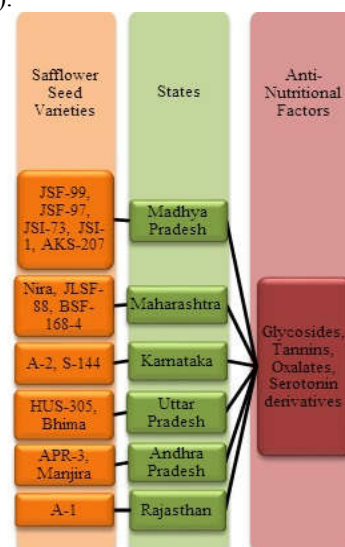 ).
Safflower
Seed
Varieties
States
Anti-
Nutritional
Factors
JSF-99,
JSF-97,
JSI-73, JSI-
1, AKS-207
Madhya
Pradesh
Nira, JLSF-
88, BSF-
168-4
Maharashtra
A-2, S-144
Karnataka
HUS-305,
Bhima
Uttar
Pradesh
APR-3,
Manjira
Andhra
Pradesh
A-1
Rajasthan
Glycosides,
Tannins,
Oxalates,
Serotonin
derivatives